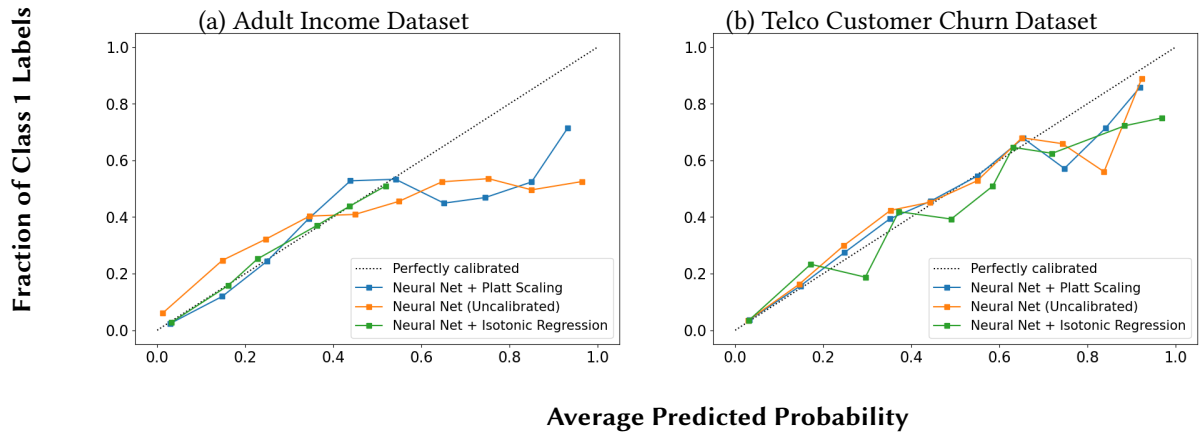 Fraction of Class 1 Labels
(a) Adult Income Dataset
1.0
0.8
0.6
0.4
0.2
0.0
Perfectly calibrated
Neural Net + Platt Scaling
Neural Net (Uncalibrated)
Neural Net + Isotonic Regression
0.0 0.2 0.4 0.6 0.8 1.0
(b) Telco Customer Churn Dataset
1.0
0.8
0.6
0.4
0.2
0.0
Perfectly calibrated
Neural Net + Platt Scaling
Neural Net (Uncalibrated)
Neural Net + Isotonic Regression
0.0 0.2 0.4 0.6 0.8 1.0
Average Predicted Probability